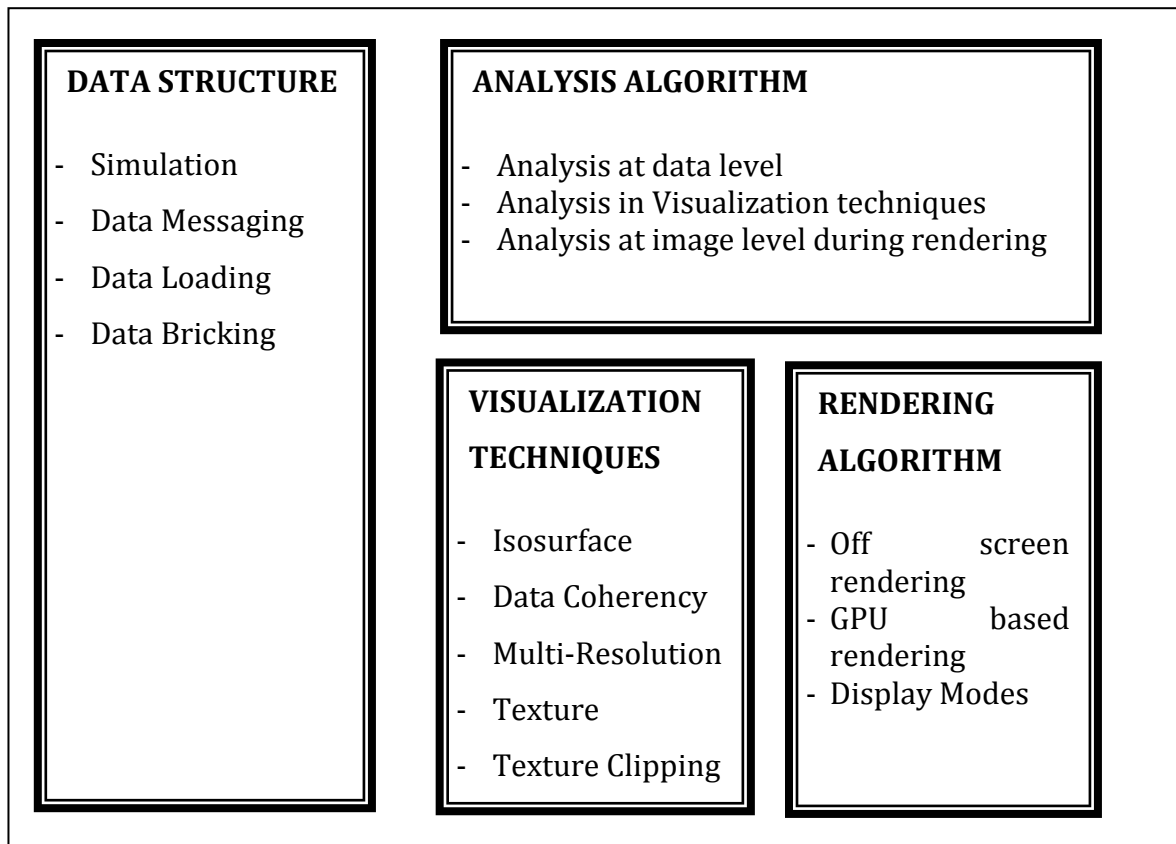 DATA STRUCTURE
- Simulation
- Data Messaging
- Data Loading
- Data Bricking
ANALYSIS ALGORITHM
- Analysis at data level
- Analysis in Visualization techniques
- Analysis at image level during rendering
VISUALIZATION
TECHNIQUES
- Isosurface
- Data Coherency
- Multi-Resolution
- Texture
- Texture Clipping
RENDERING
ALGORITHM
- Off screen
rendering
- GPU based
rendering
- Display Modes